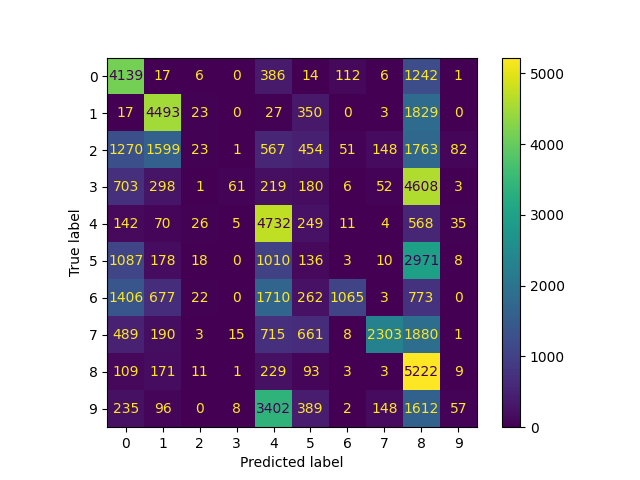 0 4139 17 6 0 386 14 112 6 1242 1
1 17 4493 23 0 27 350 0 3 1829 0
2 1270 1599 23 1 567 454 51 148 1763 82
3 703 298 1 61 219 180 6 52 4608 3
4 142 70 26 5 4732 249 11 4 568 35
5 1087 178 18 0 1010 136 3 10 2971 8
6 1406 677 22 0 1710 262 1065 3 773 0
7 489 190 3 15 715 661 8 2303 1880 1
8 109 171 11 1 229 93 3 3 5222 9
9 235 96 0 8 3402 389 2 148 1612 57
0 1 2 3 4 5 6 7 8 9
Predicted label
True label
5000
4000
3000
2000
1000
0